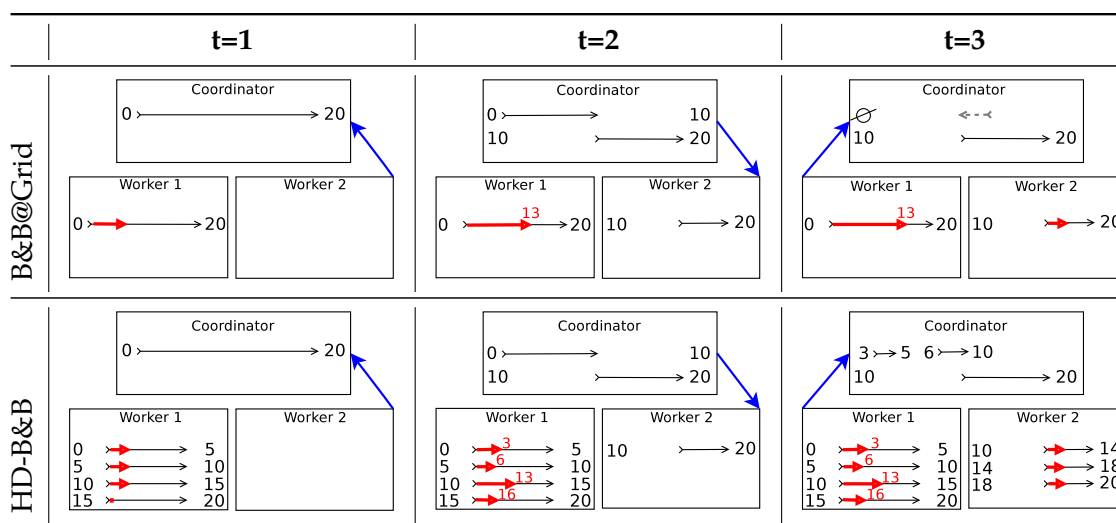 t=1 t=2 t=3
B&B@Grid
Coordinator
0 20
Worker 1
0 20
Worker 2
Coordinator
0 10
10 20
Worker 1
13
0 20
Worker 2
10 20
Coordinator
10 20
Worker 1
13
0 20
Worker 2
10 20
HD-B&B
Coordinator
0 20
Worker 1
0 5
5 10
10 15
15 20
Worker 2
Coordinator
0 10
10 20
Worker 1
0 3 5
5 6 10
10 13 15
15 16 20
Worker 2
10 20
Coordinator
3 5 6 10
10 20
Worker 1
0 3 5
5 6 10
10 13 15
15 16 20
Worker 2
10 14
14 18
18 20